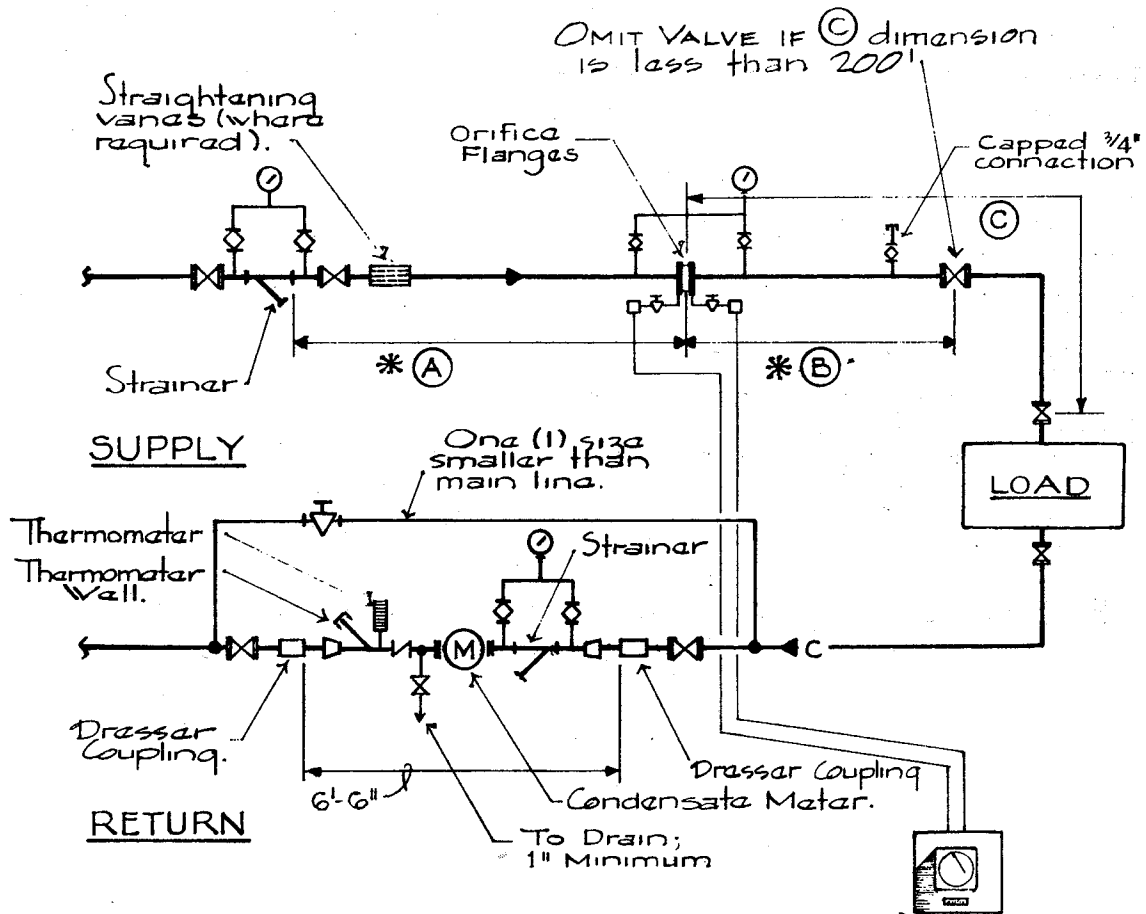 OMIT VALVE IF Ⓒ dimension
is less than 200'
Straightening
vanes (where
required).
Orifice
Flanges
Capped 3/4"
connection
C
* A
* B
Strainer
SUPPLY
One (1) size
smaller than
main line.
LOAD
Thermometer
Thermometer
Well.
Strainer
M
C
Dresser
Coupling.
6'-6"
Dresser Coupling
Condensate Meter.
RETURN
To Drain;
1" Minimum